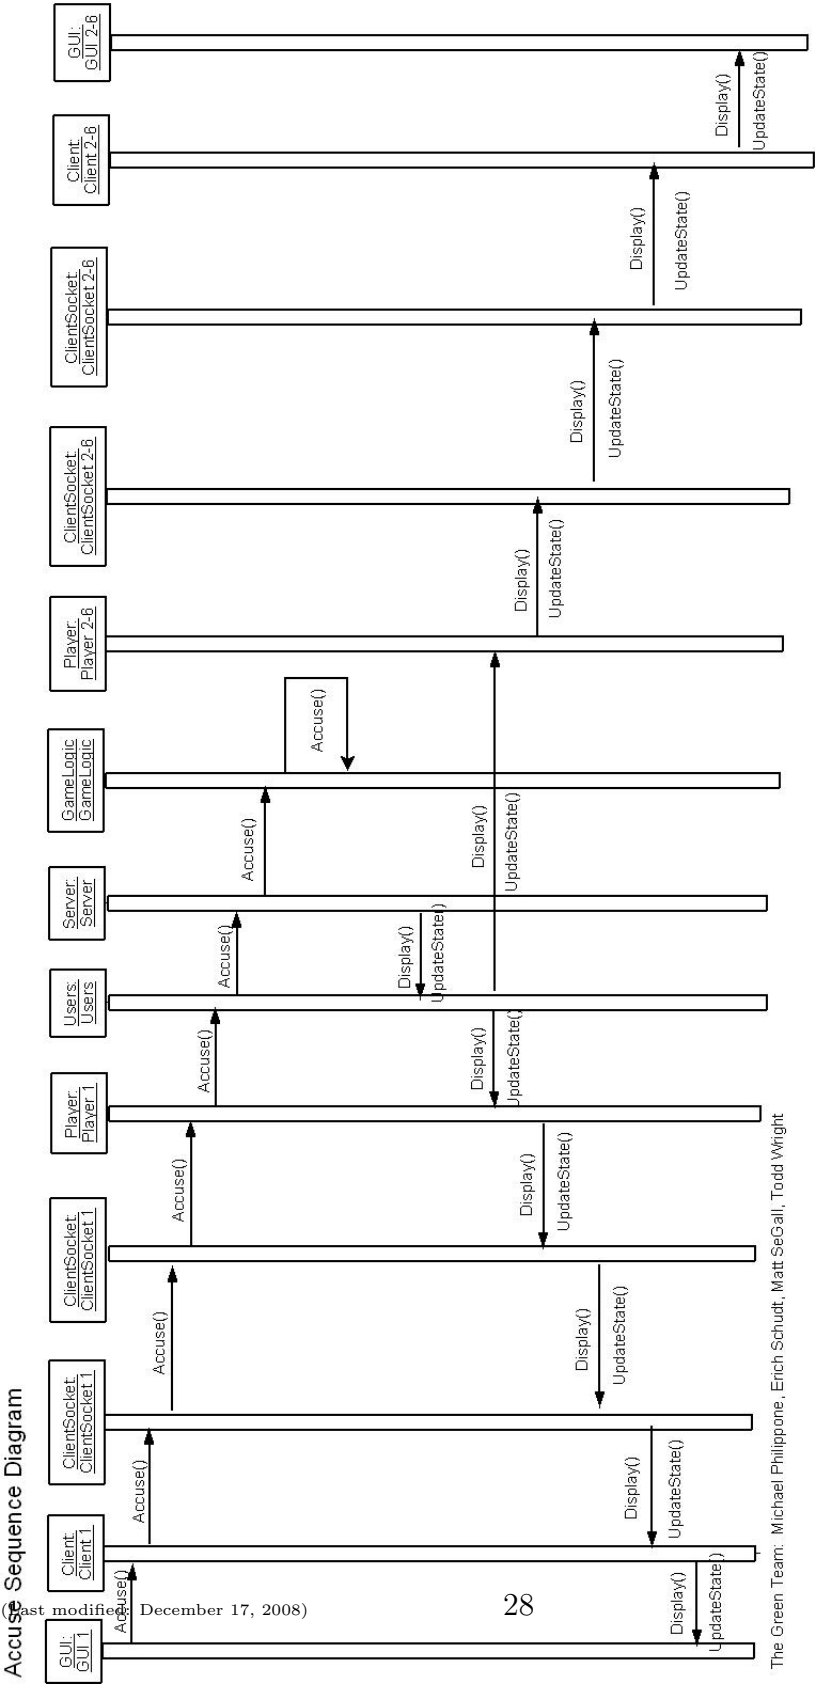 Accuse Sequence Diagram
GUI:
GUI 1
Client:
Client 1
ClientSocket:
ClientSocket 1
ClientSocket:
ClientSocket 1
Player:
Player 1
Users:
Users
Server:
Server
GameLogic
GameLogic
Player:
Player 2-6
ClientSocket:
ClientSocket 2-6
ClientSocket:
ClientSocket 2-6
Client:
Client 2-6
GUI:
GUI 2-6
Accuse()
Accuse()
Accuse()
Accuse()
Accuse()
Accuse()
Accuse()
Accuse()
Display()
UpdateState()
Display()
UpdateState()
Display()
UpdateState()
Display()
UpdateState()
Display()
UpdateState()
Display()
UpdateState()
Display()
UpdateState()
Display()
UpdateState()
Display()
UpdateState()
Display()
UpdateState()
Display()
UpdateState()
The Green Team: Michael Philippone, Erich Schudt, Matt SeGall, Todd Wright
(Last modified: December 17, 2008)
28